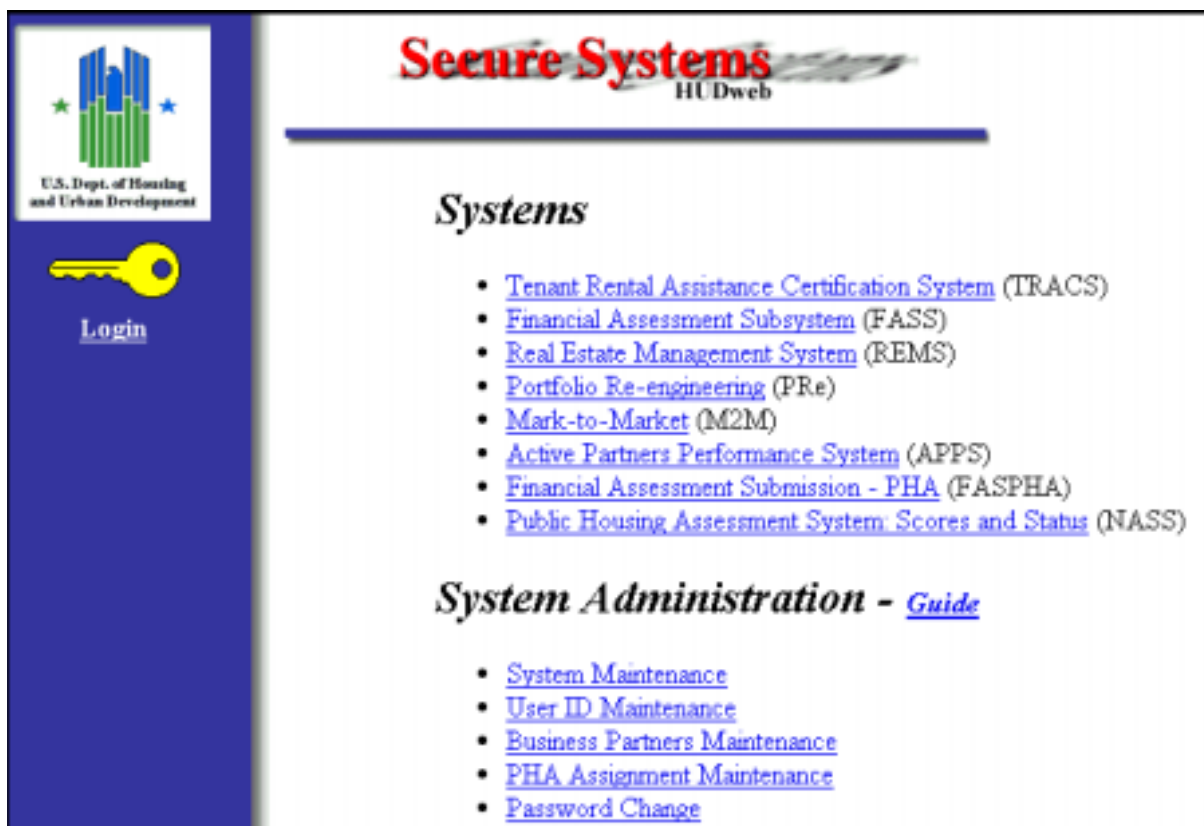 U.S. Dept. of Housing
and Urban Development
Login
Secure Systems
HUDweb
Systems
• Tenant Rental Assistance Certification System (TRACS)
• Financial Assessment Subsystem (FASS)
• Real Estate Management System (REMS)
• Portfolio Re-engineering (PRe)
• Mark-to-Market (M2M)
• Active Partners Performance System (APPS)
• Financial Assessment Submission - PHA (FASPHA)
• Public Housing Assessment System: Scores and Status (NASS)
System Administration - Guide
• System Maintenance
• User ID Maintenance
• Business Partners Maintenance
• PHA Assignment Maintenance
• Password Change